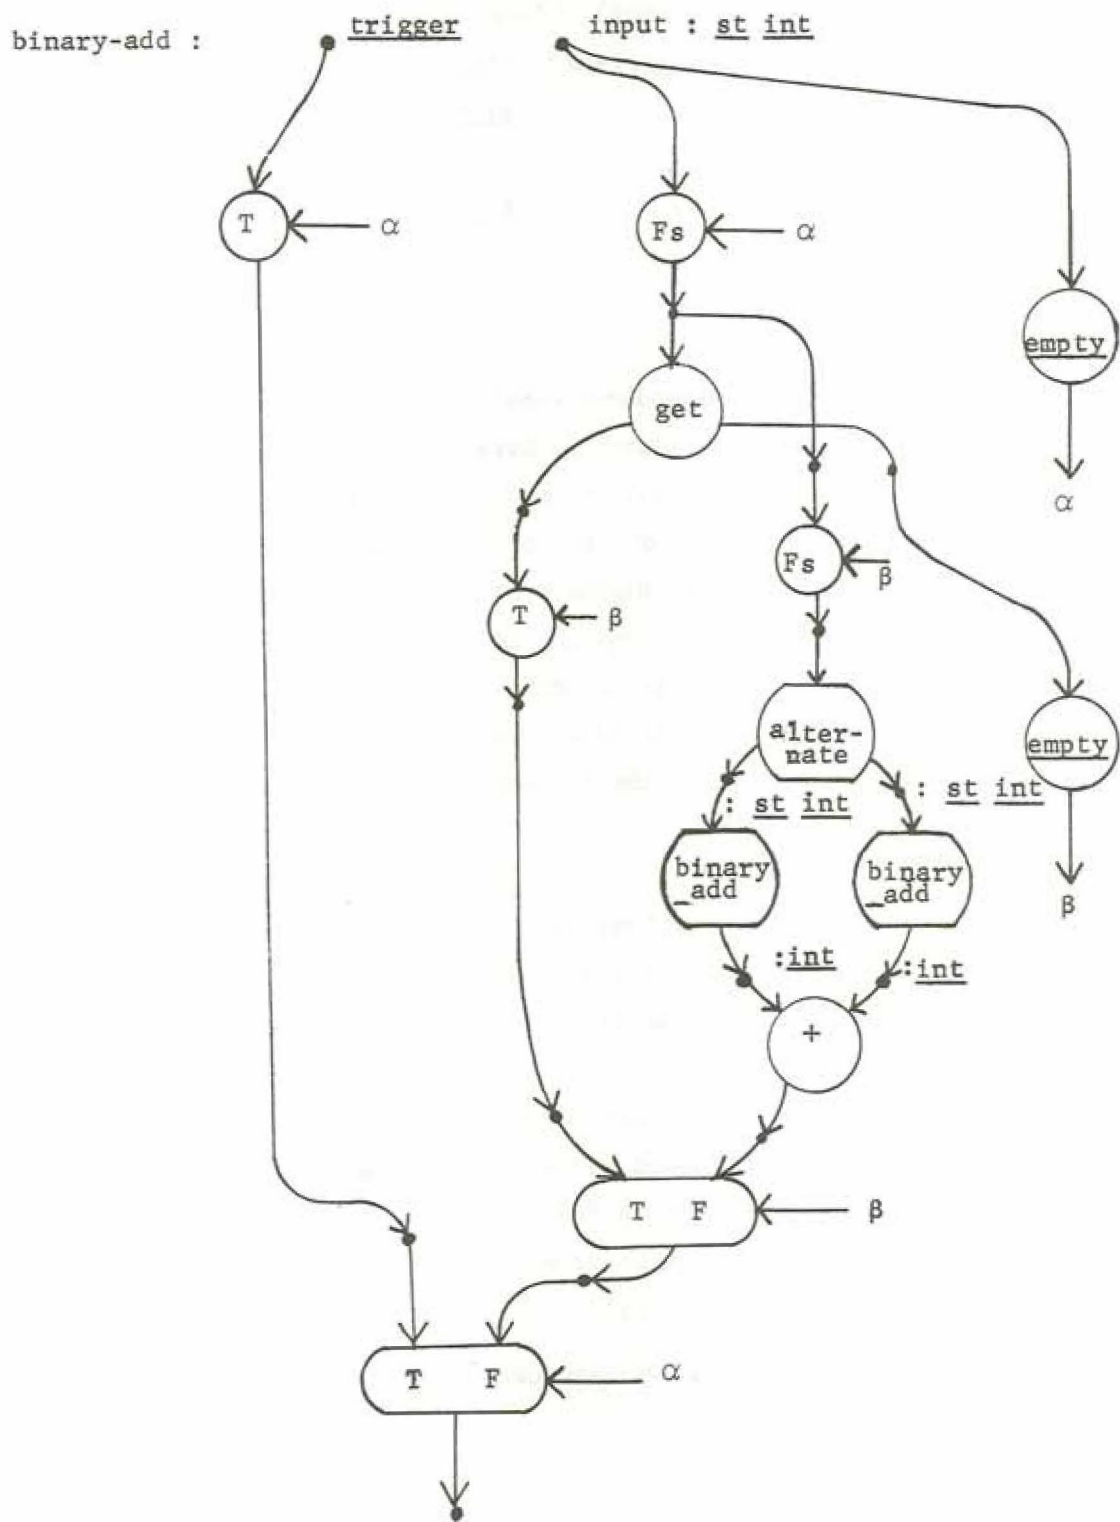 binary-add : trigger input : st int
T α
Fs α
empty
get
α
Fs β
T β
alter-
nate
empty
: st int : st int
binary
_add
binary
_add
β
:int :int
+
T F β
T F α